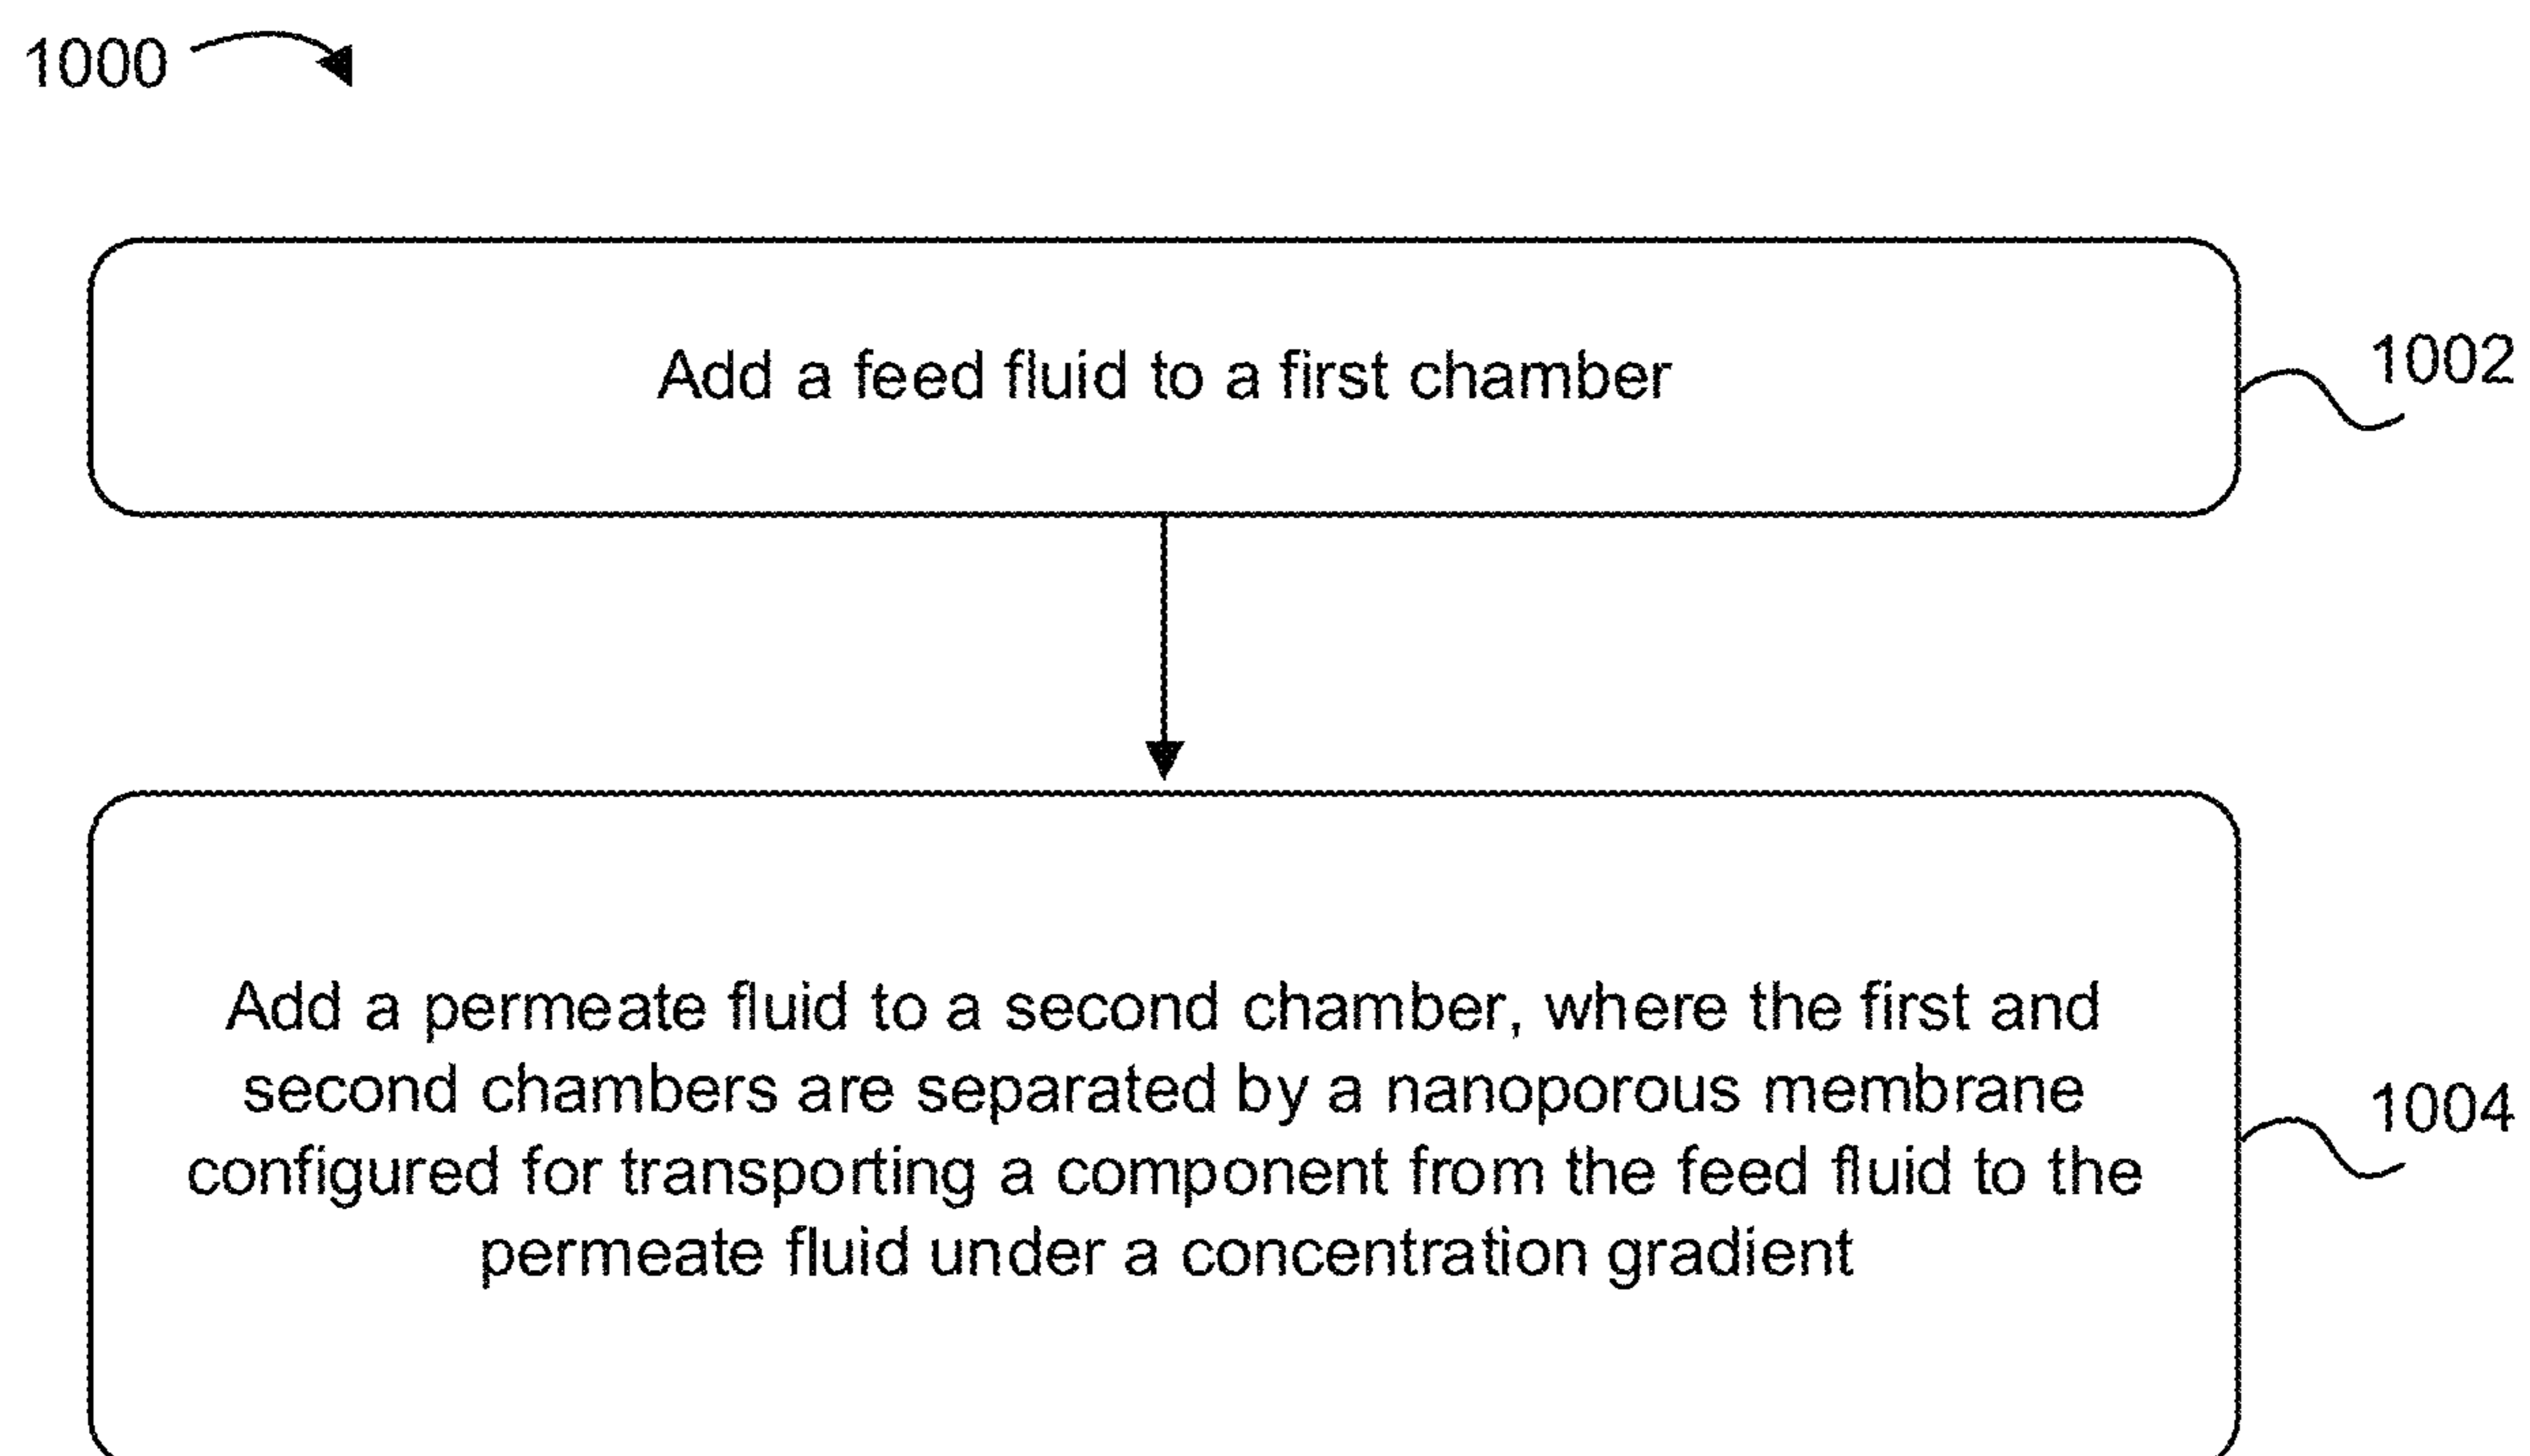 1000
Add a feed fluid to a first chamber
1002
Add a permeate fluid to a second chamber, where the first and
second chambers are separated by a nanoporous membrane
configured for transporting a component from the feed fluid to the
permeate fluid under a concentration gradient
1004